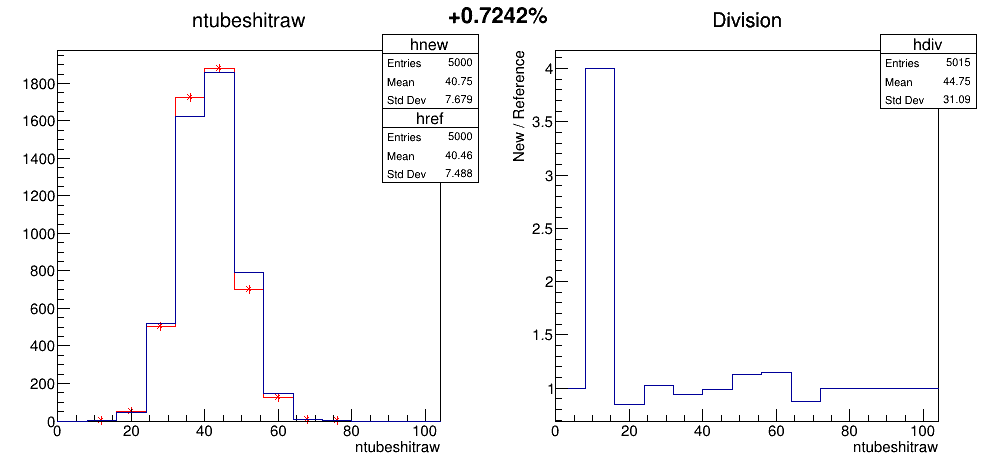 +0.7242%
ntubeshitraw
hnew
Entries 5000
Mean 40.75
Std Dev 7.679
href
Entries 5000
Mean 40.46
Std Dev 7.488
1800
1600
1400
1200
1000
800
600
400
200
0
0 20 40 60 80 100
ntubeshitraw
Division
hdiv
Entries 5015
Mean 44.75
Std Dev 31.09
New / Reference
4
3.5
3
2.5
2
1.5
1
0 20 40 60 80 100
ntubeshitraw